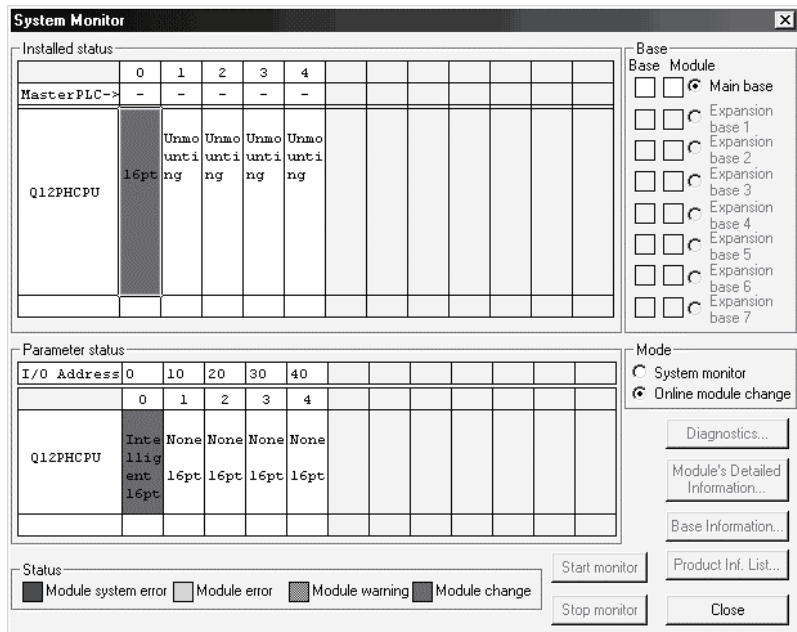 System Monitor
Installed status
0 1 2 3 4
MasterPLC-> - - - - -
Q12PHCPU
16pt
Unmo Unmo Unmo Unmo
unti unti unti unti
ng ng ng ng
Base
Base Module
Main base
Expansion
base 1
Expansion
base 2
Expansion
base 3
Expansion
base 4
Expansion
base 5
Expansion
base 6
Expansion
base 7
Parameter status
I/O Address 0 10 20 30 40
0 1 2 3 4
Q12PHCPU
Inte
llig
ent
16pt
None None None None
16pt 16pt 16pt 16pt
Mode
System monitor
Online module change
Diagnostics...
Module's Detailed
Information...
Base Information...
Product Inf. List...
Status
Module system error Module error Module warning Module change
Start monitor
Stop monitor
Close